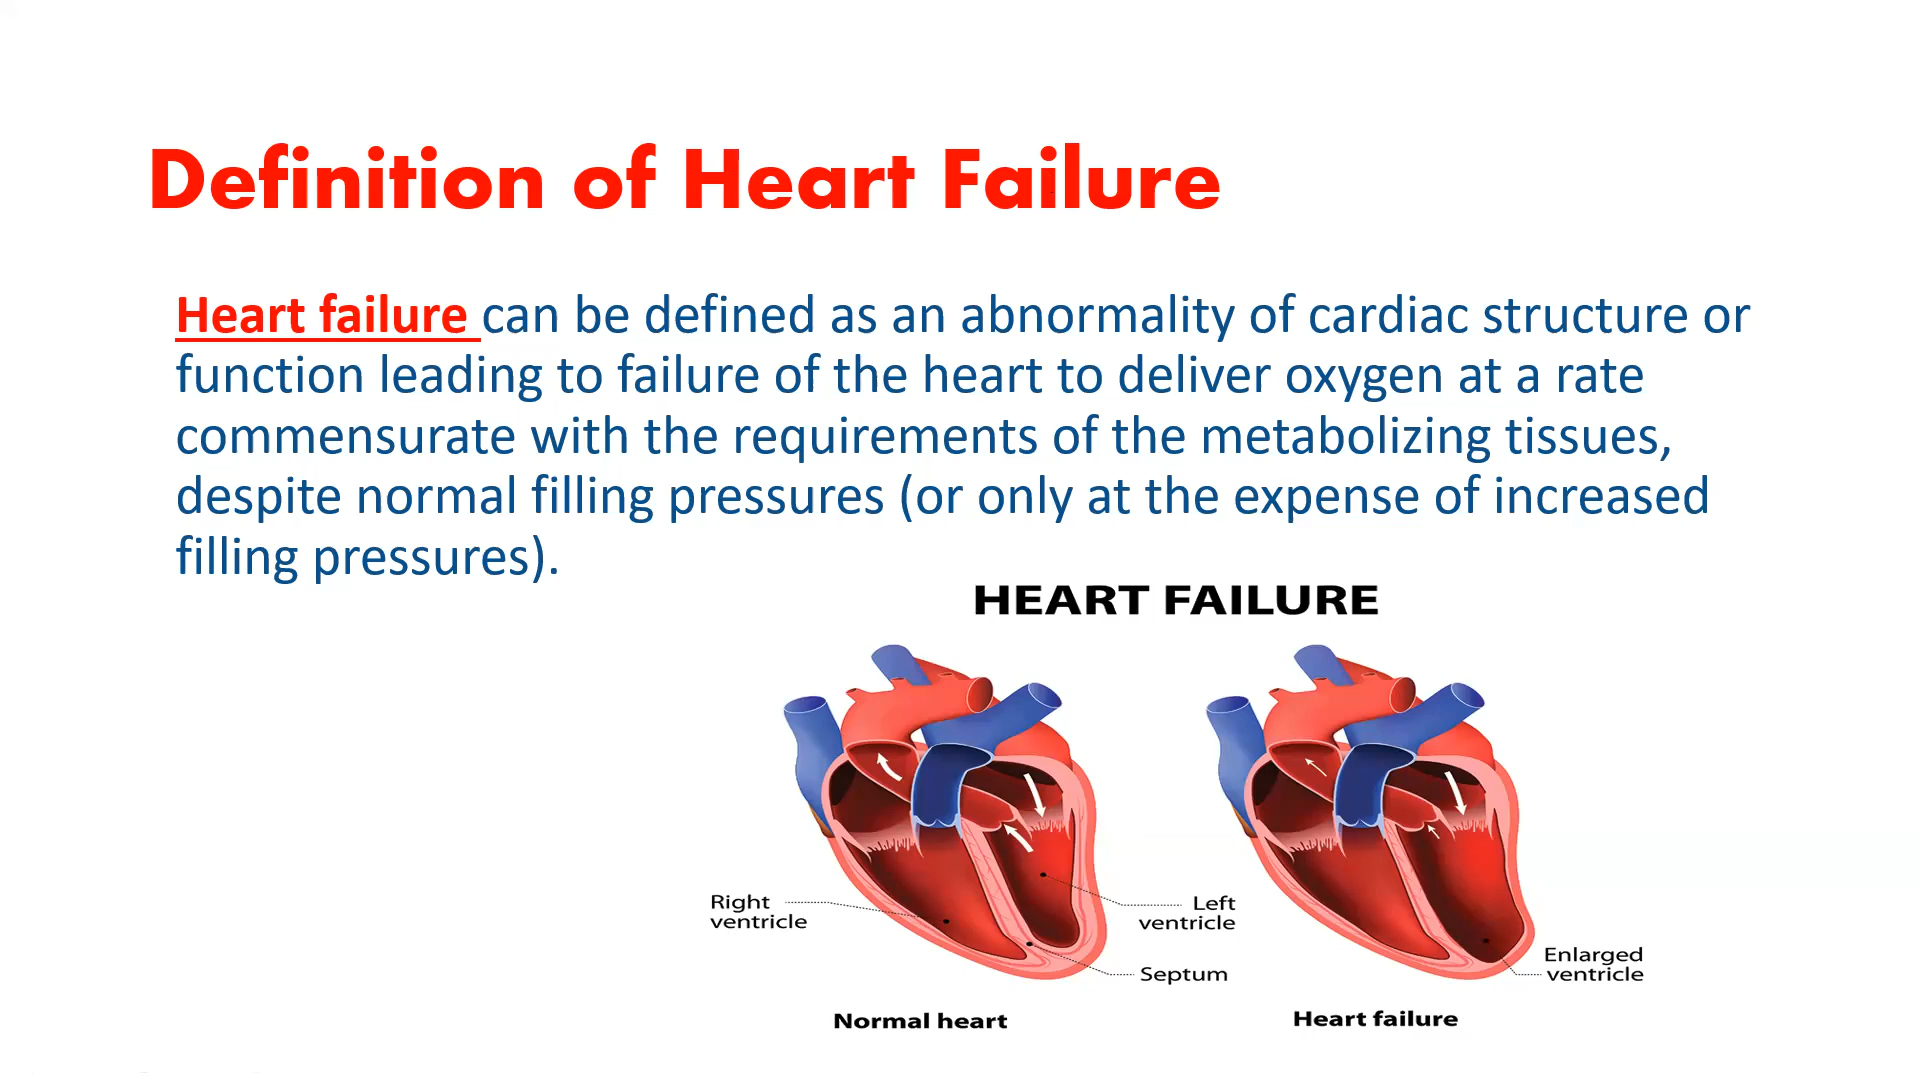 Definition of Heart Failure
Heart failure can be defined as an abnormality of cardiac structure or
function leading to failure of the heart to deliver oxygen at a rate
commensurate with the requirements of the metabolizing tissues,
despite normal filling pressures (or only at the expense of increased
filling pressures).
HEART FAILURE
Right
ventricle
Left
ventricle
Septum
Normal heart
Enlarged
ventricle
Heart failure